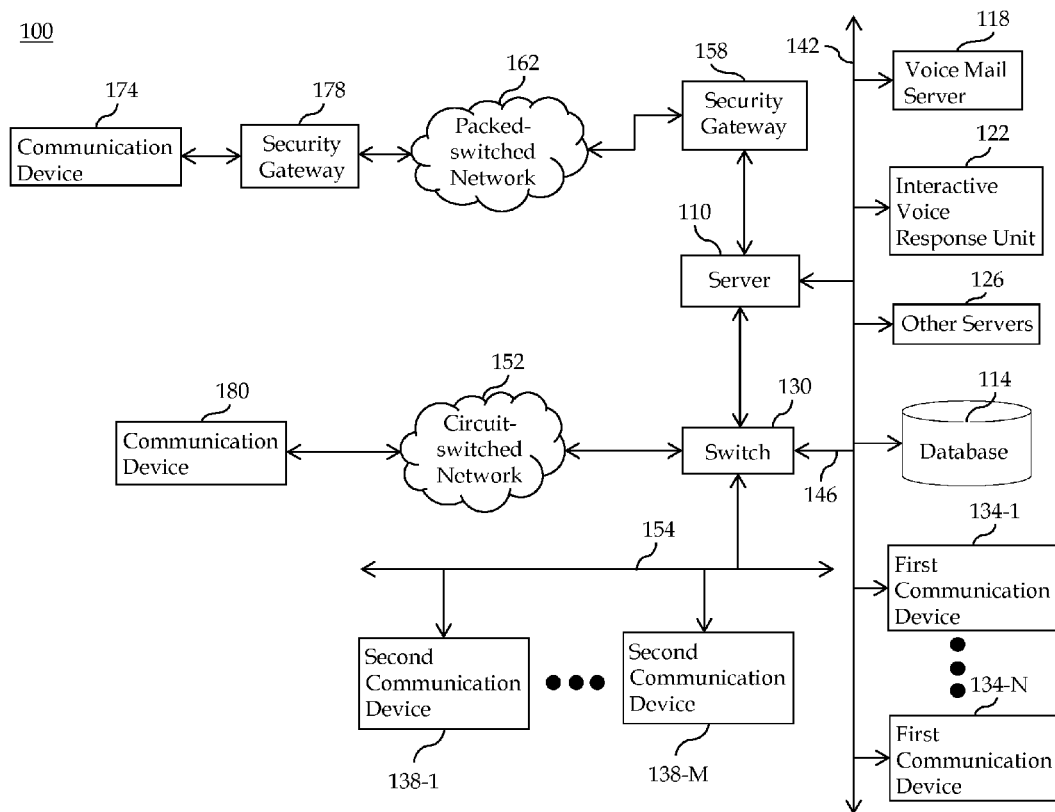 100
174
Communication
Device
178
Security
Gateway
162
Packed-
switched
Network
158
Security
Gateway
142
118
Voice Mail
Server
122
Interactive
Voice
Response Unit
110
Server
126
Other Servers
180
Communication
Device
152
Circuit-
switched
Network
130
Switch
146
114
Database
154
134-1
First
Communication
Device
Second
Communication
Device
138-1
Second
Communication
Device
138-M
134-N
First
Communication
Device